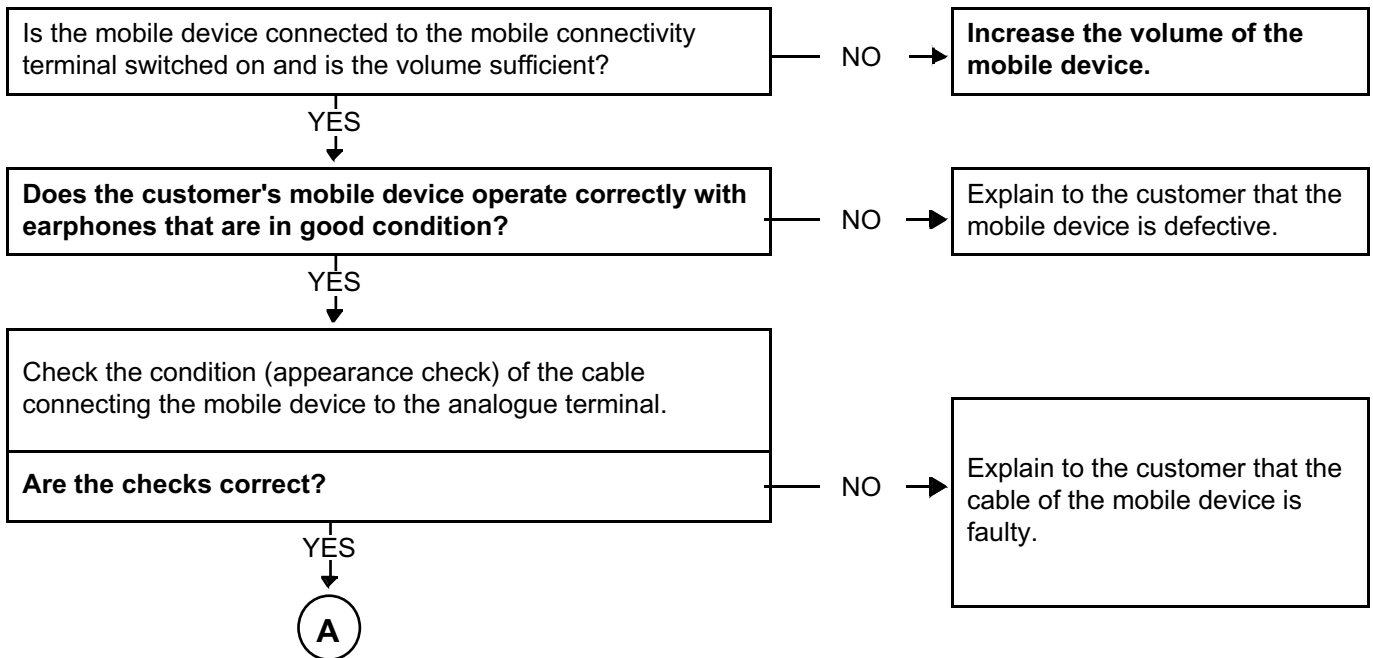 Is the mobile device connected to the mobile connectivity
terminal switched on and is the volume sufficient?
NO
Increase the volume of the
mobile device.
YES
Does the customer's mobile device operate correctly with
earphones that are in good condition?
NO
Explain to the customer that the
mobile device is defective.
YES
Check the condition (appearance check) of the cable
connecting the mobile device to the analogue terminal.
Are the checks correct?
NO
Explain to the customer that the
cable of the mobile device is
faulty.
YES
A